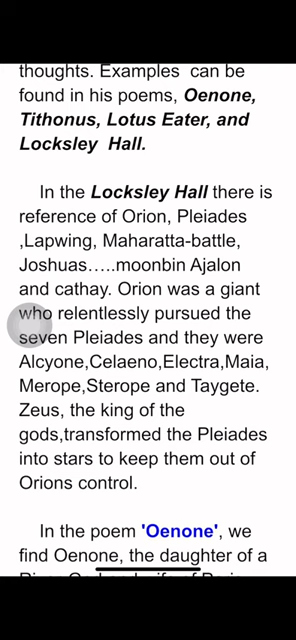 thoughts. Examples can be
found in his poems, Oenone,
Tithonus, Lotus Eater, and
Locksley Hall.
In the Locksley Hall there is
reference of Orion, Pleiades
,Lapwing, Maharatta-battle,
Joshuas…..moonbin Ajalon
and cathay. Orion was a giant
who relentlessly pursued the
seven Pleiades and they were
Alcyone,Celaeno,Electra,Maia,
Merope,Sterope and Taygete.
Zeus, the king of the
gods,transformed the Pleiades
into stars to keep them out of
Orions control.
In the poem 'Oenone', we
find Oenone, the daughter of a